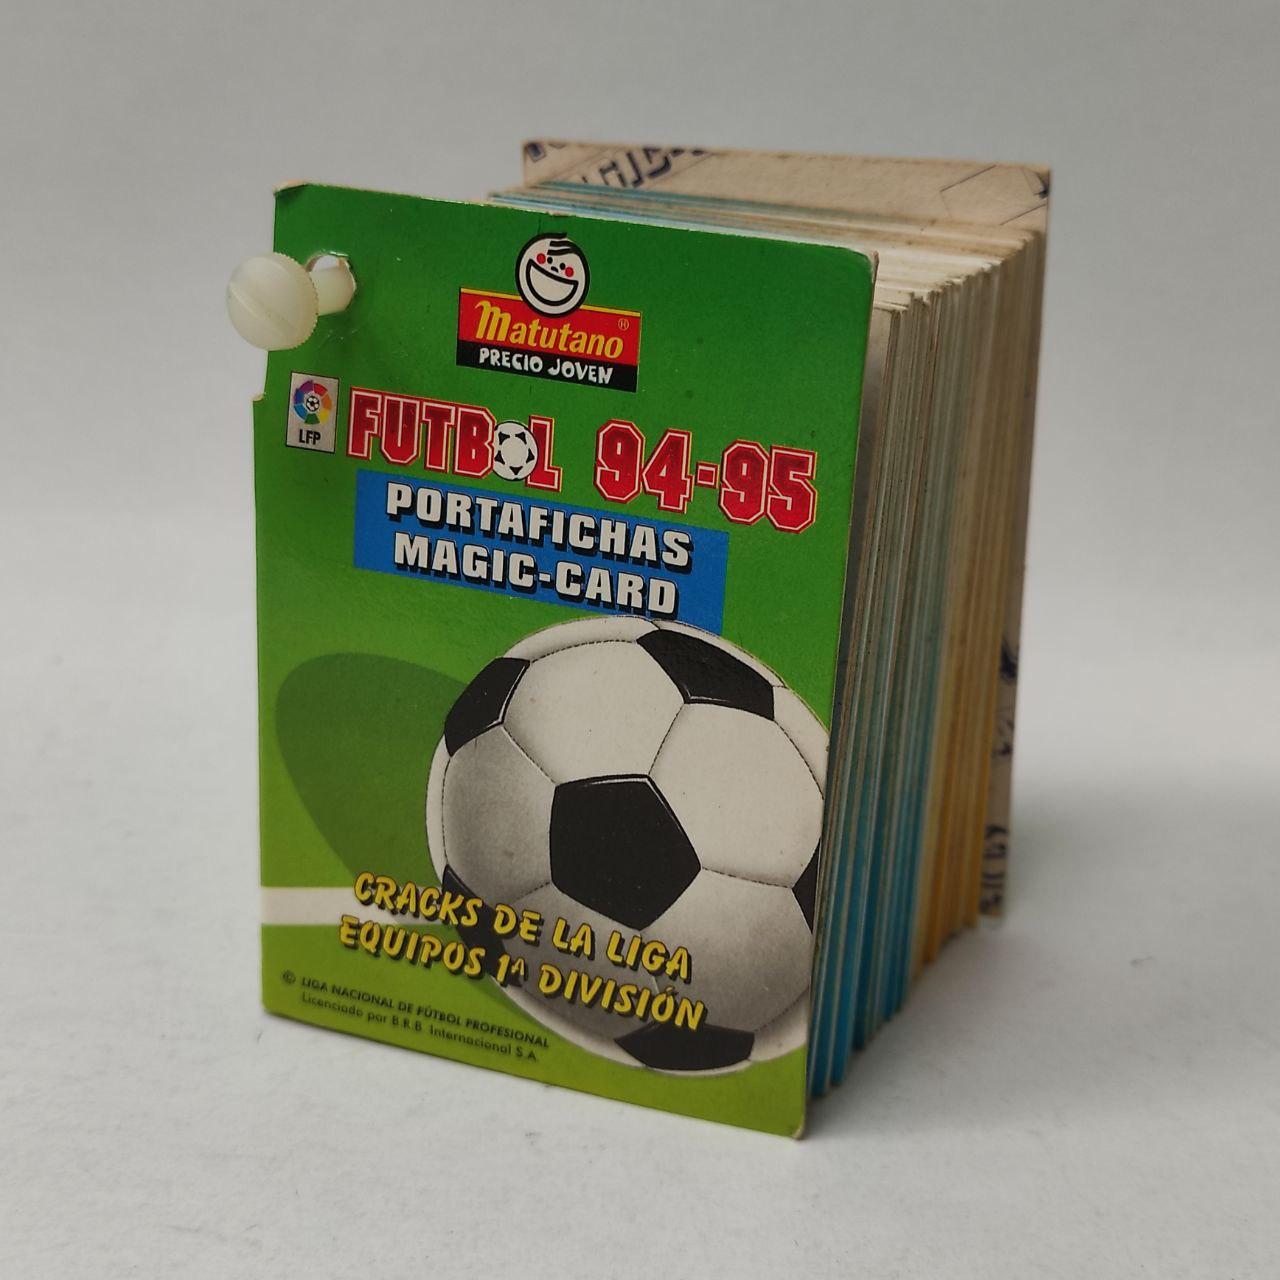 Matutano
PRECIO JOVEN
LFP
FUTBOL 94-95
PORTAFICHAS
MAGIC-CARD
CRACKS DE LA LIGA
EQUIPOS 1ª DIVISIÓN
© LIGA NACIONAL DE FÚTBOL PROFESIONAL
Licenciado por B.R.B. Internacional S.A.